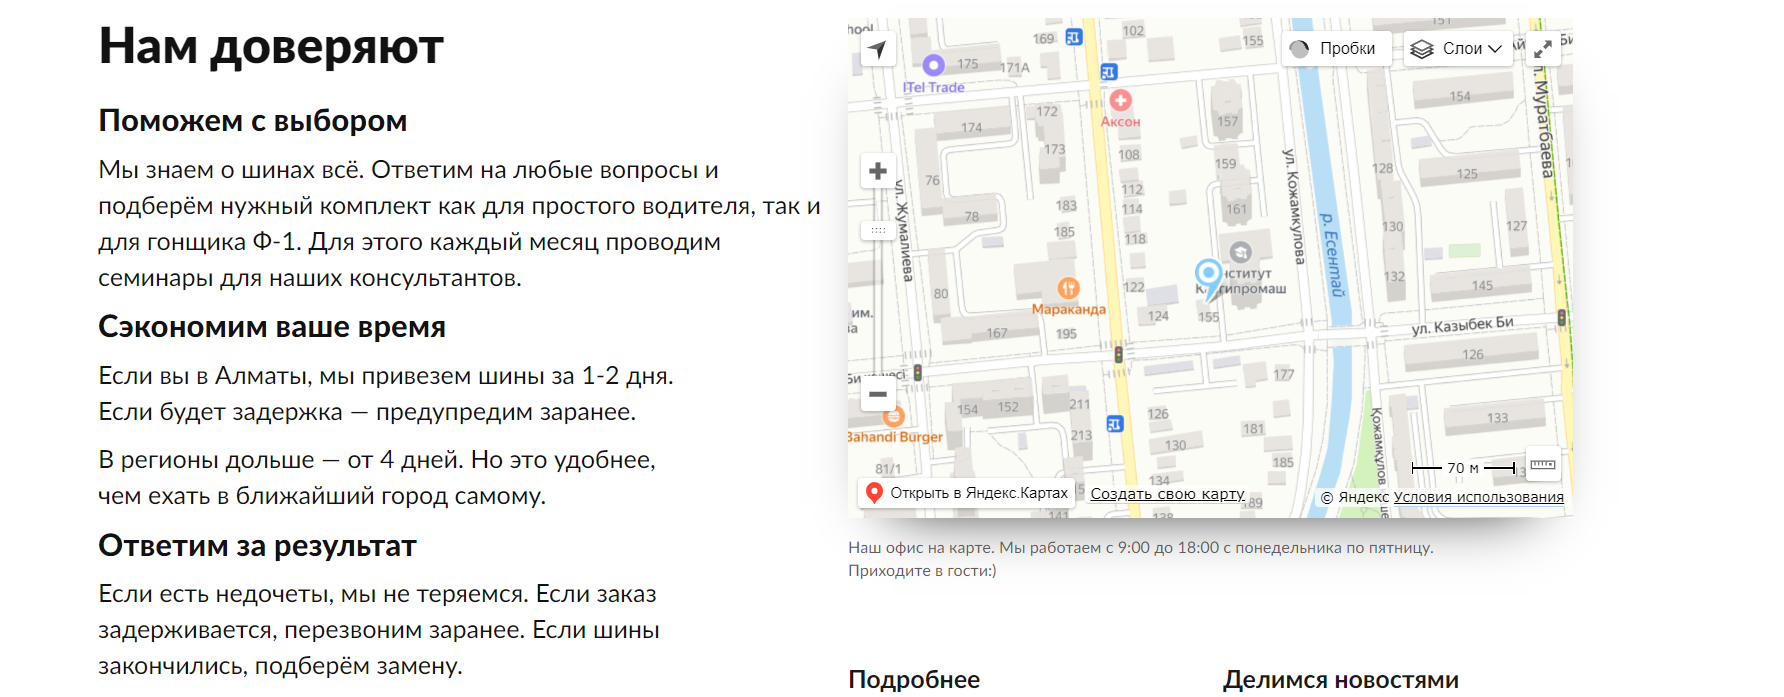 Нам доверяют
Поможем с выбором
Мы знаем о шинах всё. Ответим на любые вопросы и
подберём нужный комплект как для простого водителя, так и
для гонщика Ф-1. Для этого каждый месяц проводим
семинары для наших консультантов.
Сэкономим ваше время
Если вы в Алматы, мы привезем шины за 1-2 дня.
Если будет задержка — предупредим заранее.
В регионы дольше — от 4 дней. Но это удобнее,
чем ехать в ближайший город самому.
Ответим за результат
Если есть недочеты, мы не теряемся. Если заказ
задерживается, перезвоним заранее. Если шины
закончились, подберём замену.
hool
169
102
155
151
Пробки
Слои
175
171А
ITel Trade
154
ул. Муратбаева
172
Аксон
174
157
173
108
159
128
125
76
112
ул. Жумалиева
ул. Кожамкулова
183
114
161
78
р. Есентай
185
118
130
127
122
Институт
Казгипромаш
132
145
80
Мараканда
124
155
им.
ва
167
195
ул. Казыбек Би
126
177
154
152
211
126
133
Bahandi Burger
213
130
181
Кожамкулов
81/1
134
185
70 м
Открыть в Яндекс.Картах
Создать свою карту
© Яндекс Условия использования
141
138
Наш офис на карте. Мы работаем с 9:00 до 18:00 с понедельника по пятницу.
Приходите в гости:)
Подробнее
Делимся новостями